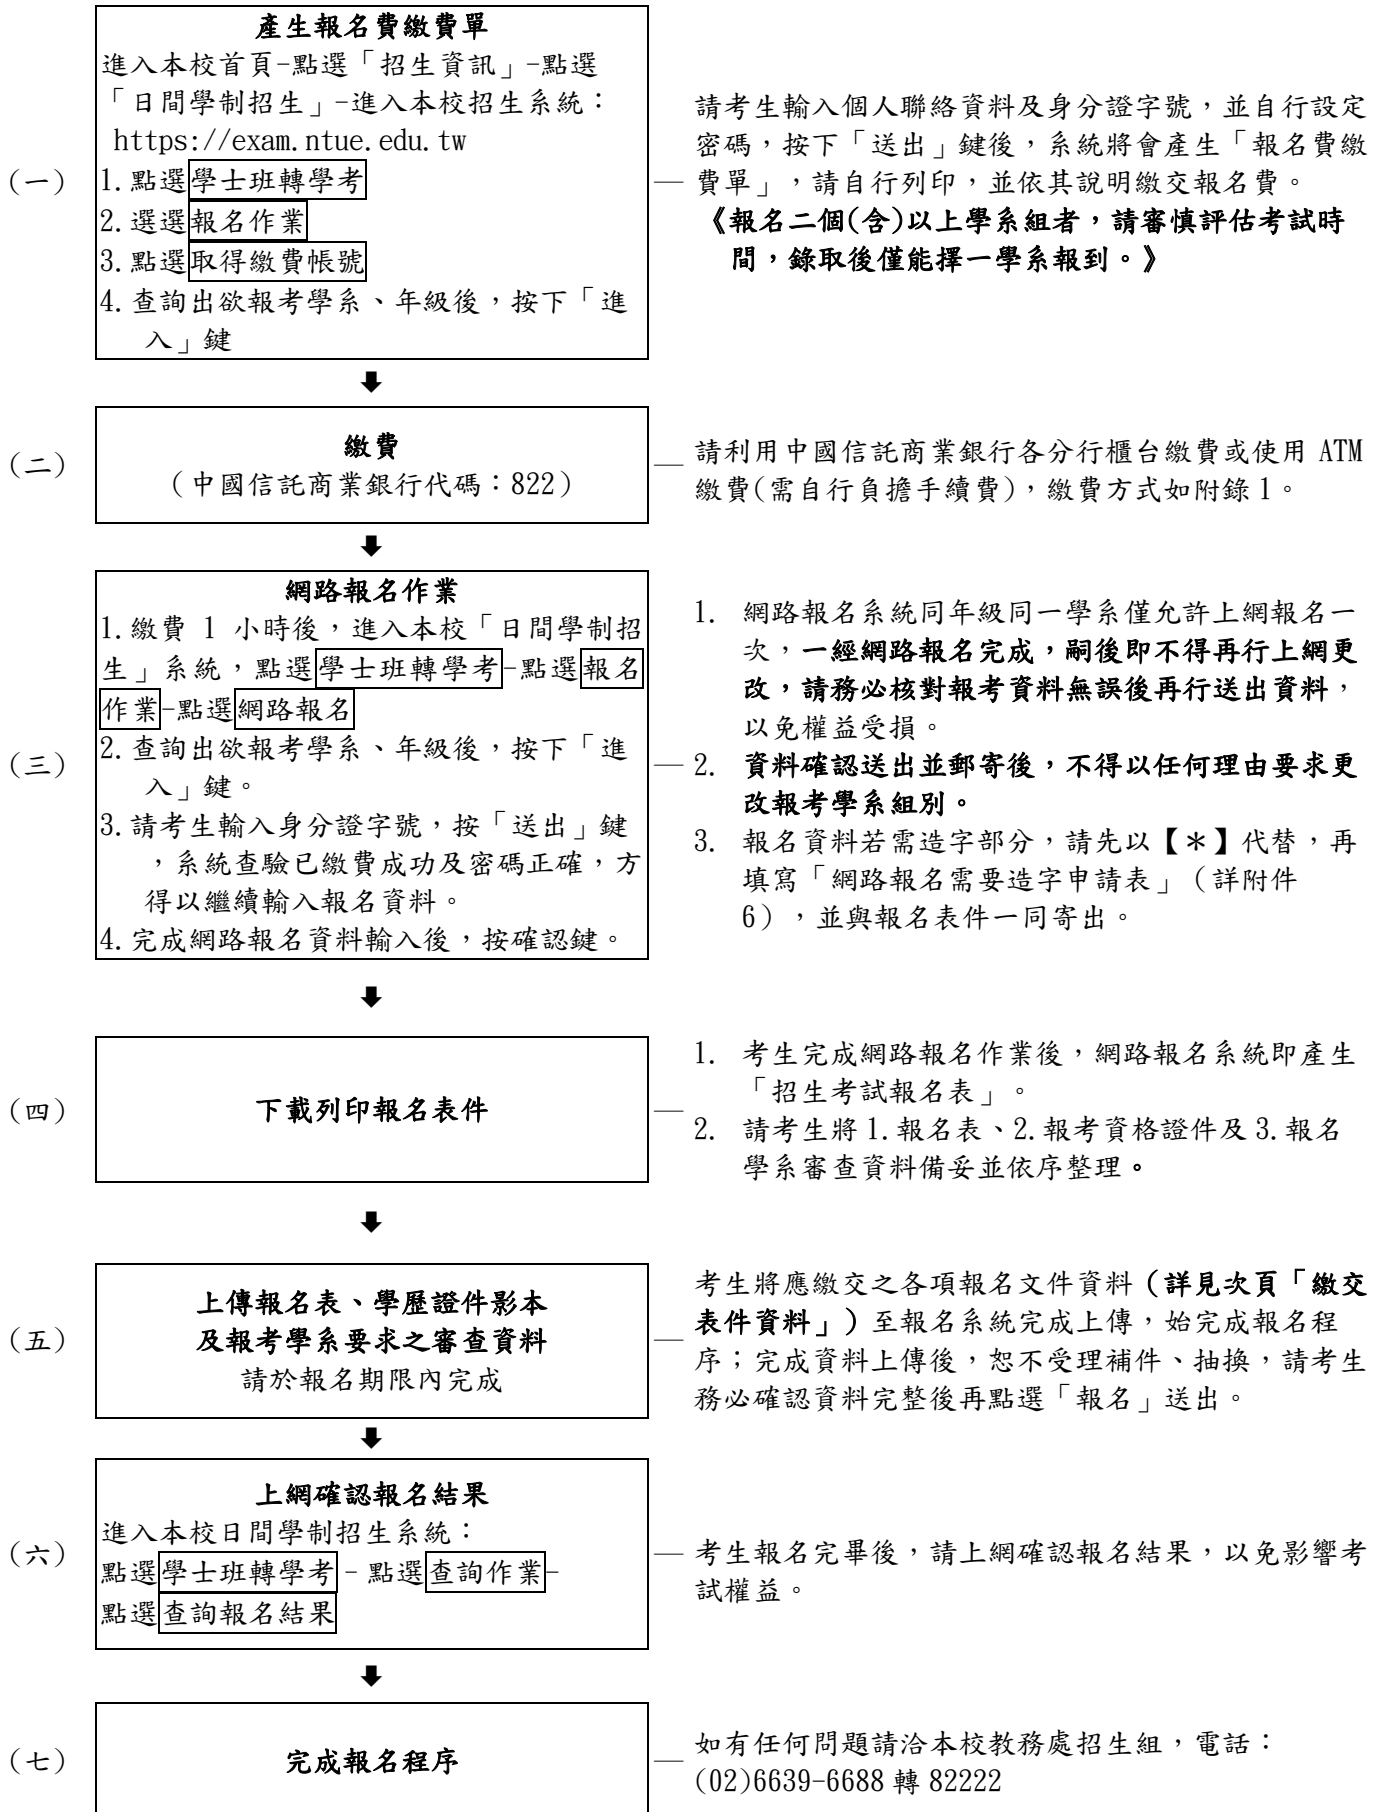 產生報名費繳費單
進入本校首頁-點選「招生資訊」-點選
「日間學制招生」-進入本校招生系統：
https://exam.ntue.edu.tw
(一)
1.點選學士班轉學考
2.選選報名作業
3.點選取得繳費帳號
4.查詢出欲報考學系、年級後，按下「進
入」鍵
請考生輸入個人聯絡資料及身分證字號，並自行設定
密碼，按下「送出」鍵後，系統將會產生「報名費繳
費單」，請自行列印，並依其說明繳交報名費。
《報名二個(含)以上學系組者，請審慎評估考試時
間，錄取後僅能擇一學系報到。》
(二)
繳費
（中國信託商業銀行代碼：822）
請利用中國信託商業銀行各分行櫃台繳費或使用 ATM
繳費(需自行負擔手續費)，繳費方式如附錄1。
(三)
網路報名作業
1.繳費 1 小時後，進入本校「日間學制招
生」系統，點選學士班轉學考-點選報名
作業-點選網路報名
2.查詢出欲報考學系、年級後，按下「進
入」鍵。
3.請考生輸入身分證字號，按「送出」鍵
，系統查驗已繳費成功及密碼正確，方
得以繼續輸入報名資料。
4.完成網路報名資料輸入後，按確認鍵。
1. 網路報名系統同年級同一學系僅允許上網報名一
次，一經網路報名完成，嗣後即不得再行上網更
改，請務必核對報考資料無誤後再行送出資料，
以免權益受損。
2. 資料確認送出並郵寄後，不得以任何理由要求更
改報考學系組別。
3. 報名資料若需造字部分，請先以【＊】代替，再
填寫「網路報名需要造字申請表」（詳附件
6），並與報名表件一同寄出。
(四)
下載列印報名表件
1. 考生完成網路報名作業後，網路報名系統即產生
「招生考試報名表」。
2. 請考生將1.報名表、2.報考資格證件及3.報名
學系審查資料備妥並依序整理。
(五)
上傳報名表、學歷證件影本
及報考學系要求之審查資料
請於報名期限內完成
考生將應繳交之各項報名文件資料（詳見次頁「繳交
表件資料」）至報名系統完成上傳，始完成報名程
序；完成資料上傳後，恕不受理補件、抽換，請考生
務必確認資料完整後再點選「報名」送出。
(六)
上網確認報名結果
進入本校日間學制招生系統：
點選學士班轉學考 - 點選查詢作業-
點選查詢報名結果
考生報名完畢後，請上網確認報名結果，以免影響考
試權益。
(七)
完成報名程序
如有任何問題請洽本校教務處招生組，電話：
(02)6639-6688 轉 82222